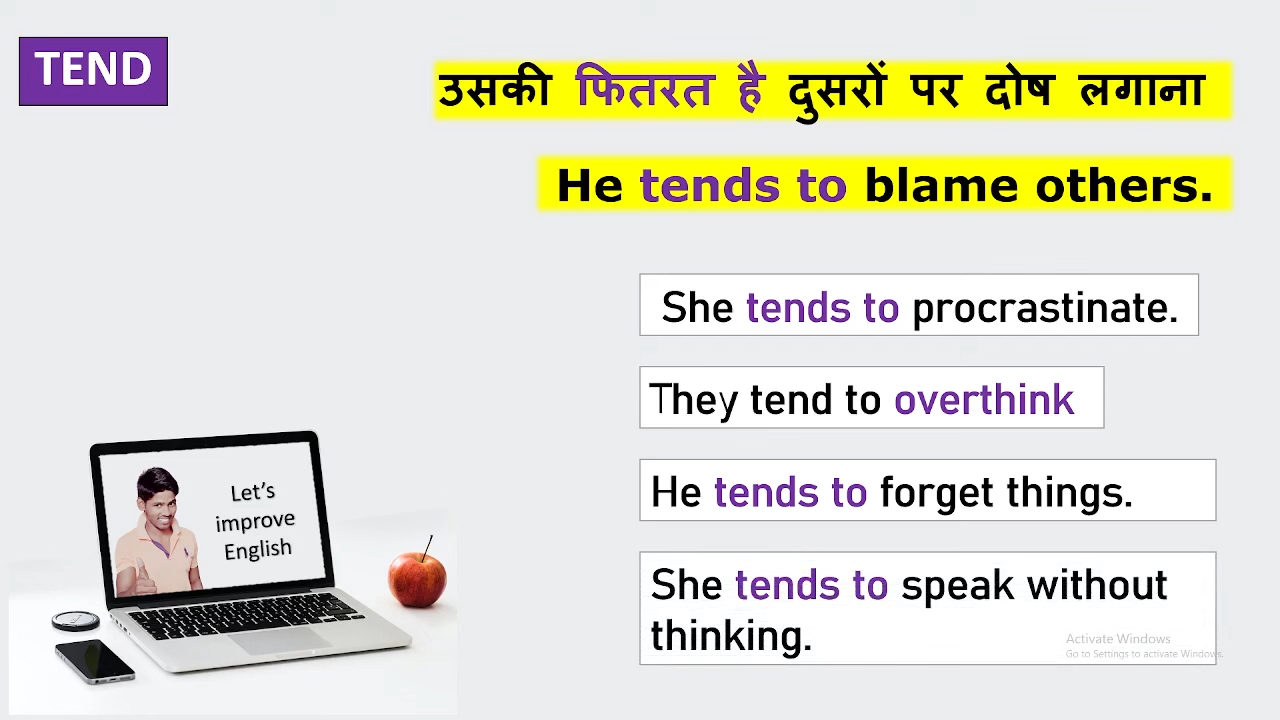 TEND
उसकी फितरत है दुसरों पर दोष लगाना
He tends to blame others.
She tends to procrastinate.
They tend to overthink
He tends to forget things.
She tends to speak without
thinking.
Let's
improve
English
Activate Windows
Go to Settings to activate Windows.